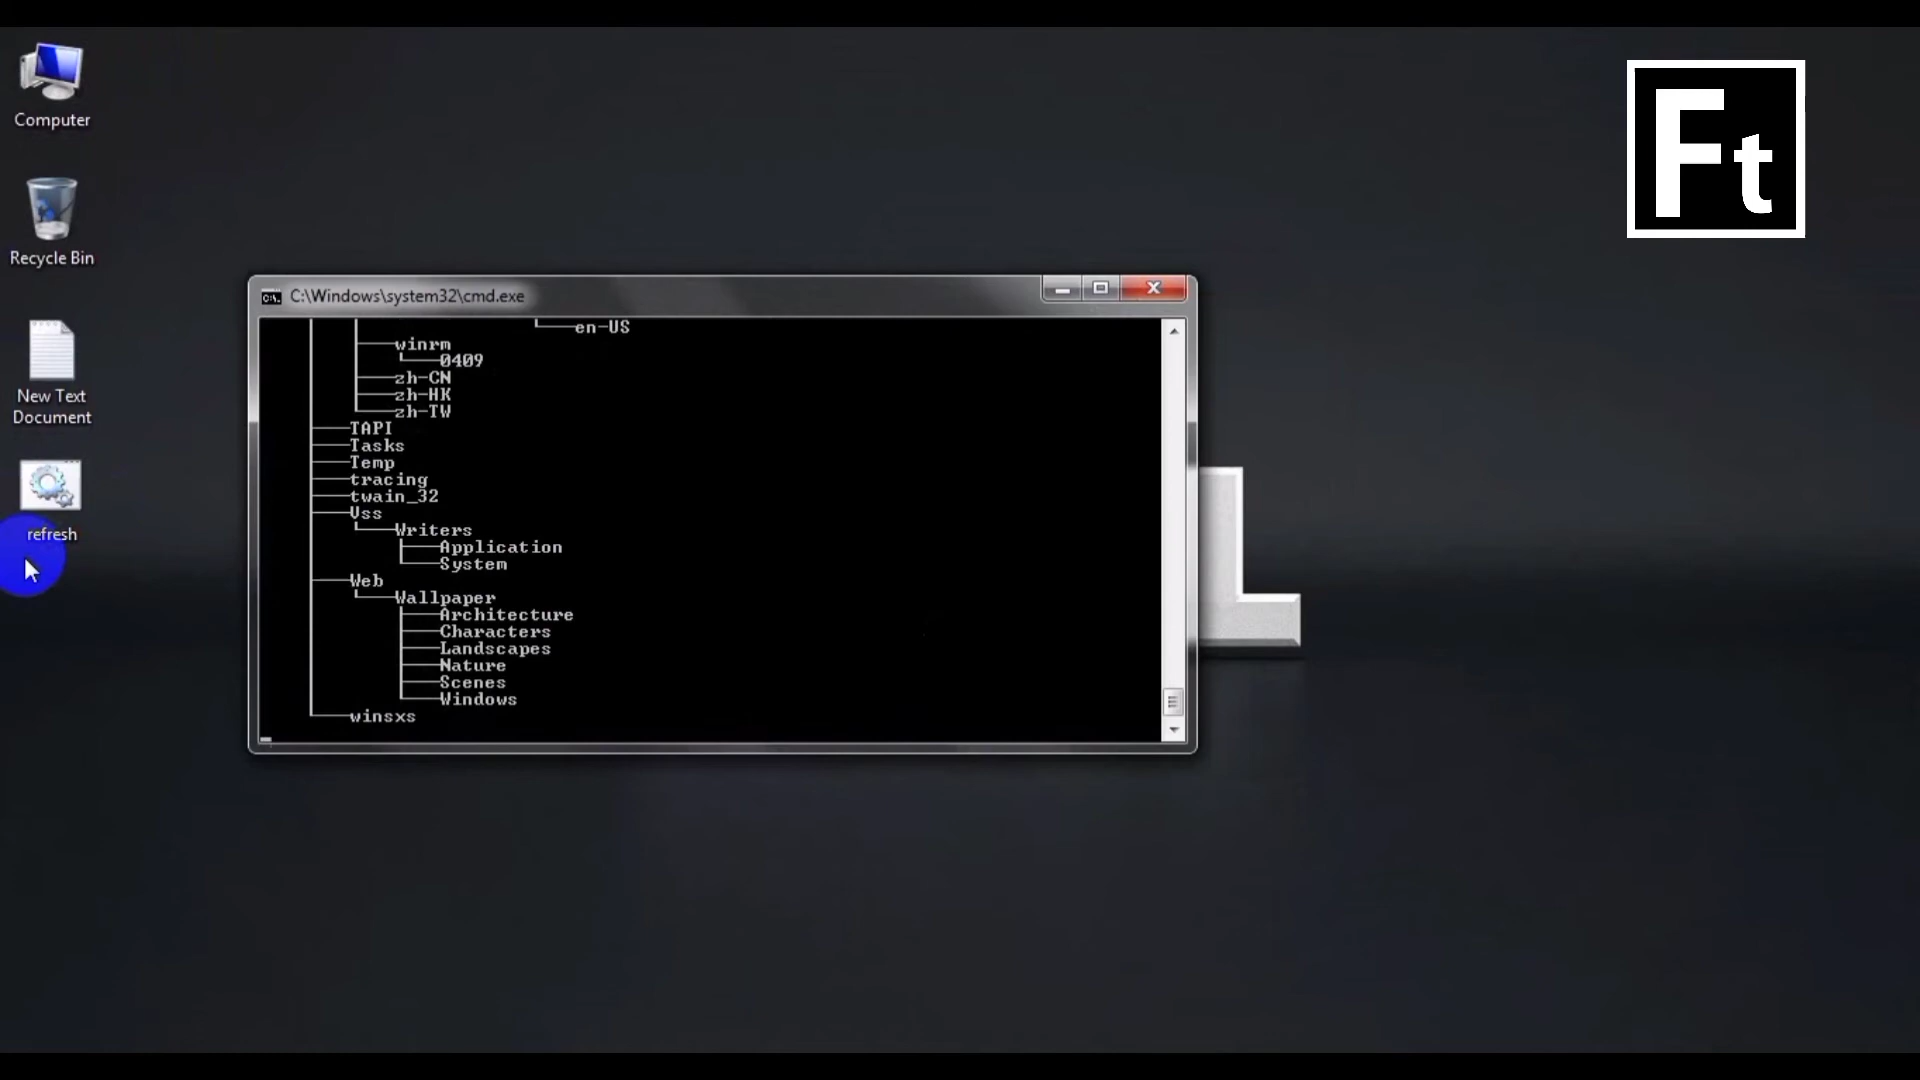 Computer
Recycle Bin
New Text
Document
refresh
Ft
C:\Windows\system32\cmd.exe
en-US
winrm
0409
zh-CN
zh-HK
zh-TW
TAPI
Tasks
Temp
tracing
twain_32
Vss
Writers
Application
System
Web
Wallpaper
Architecture
Characters
Landscapes
Nature
Scenes
Windows
winsxs